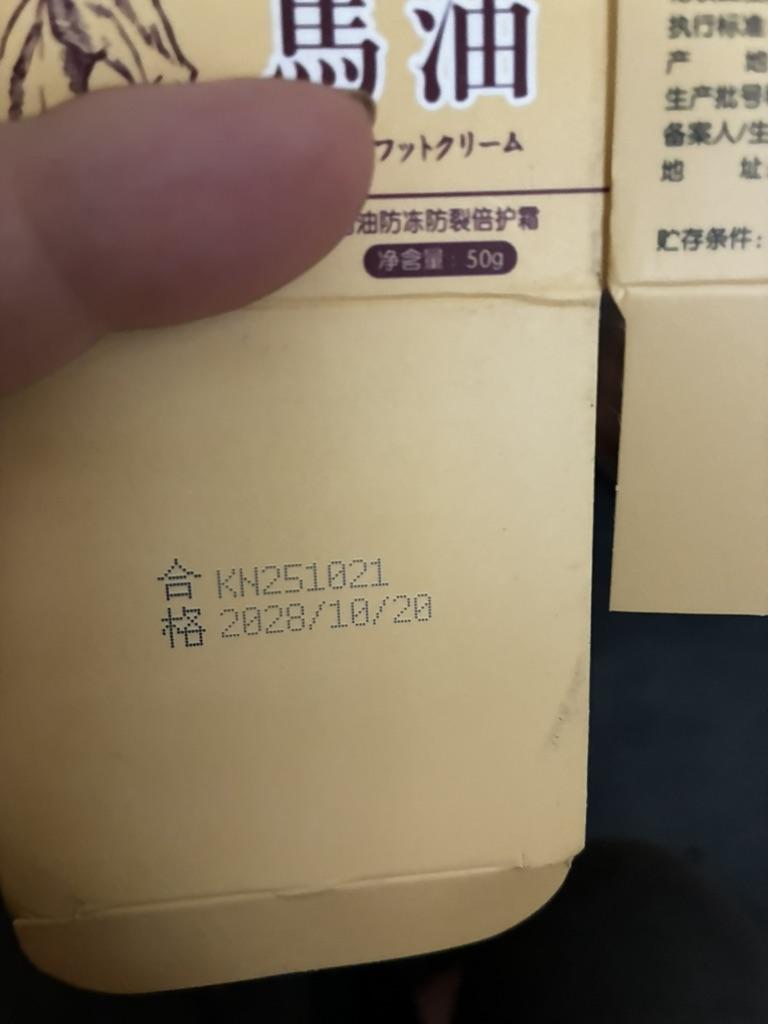 馬油
フットクリーム
油防冻防裂倍护霜
净含量：50g
执行标准
产 地
生产批号
备案人/生
地 址：
贮存条件：
合 KN251021
格 2028/10/20